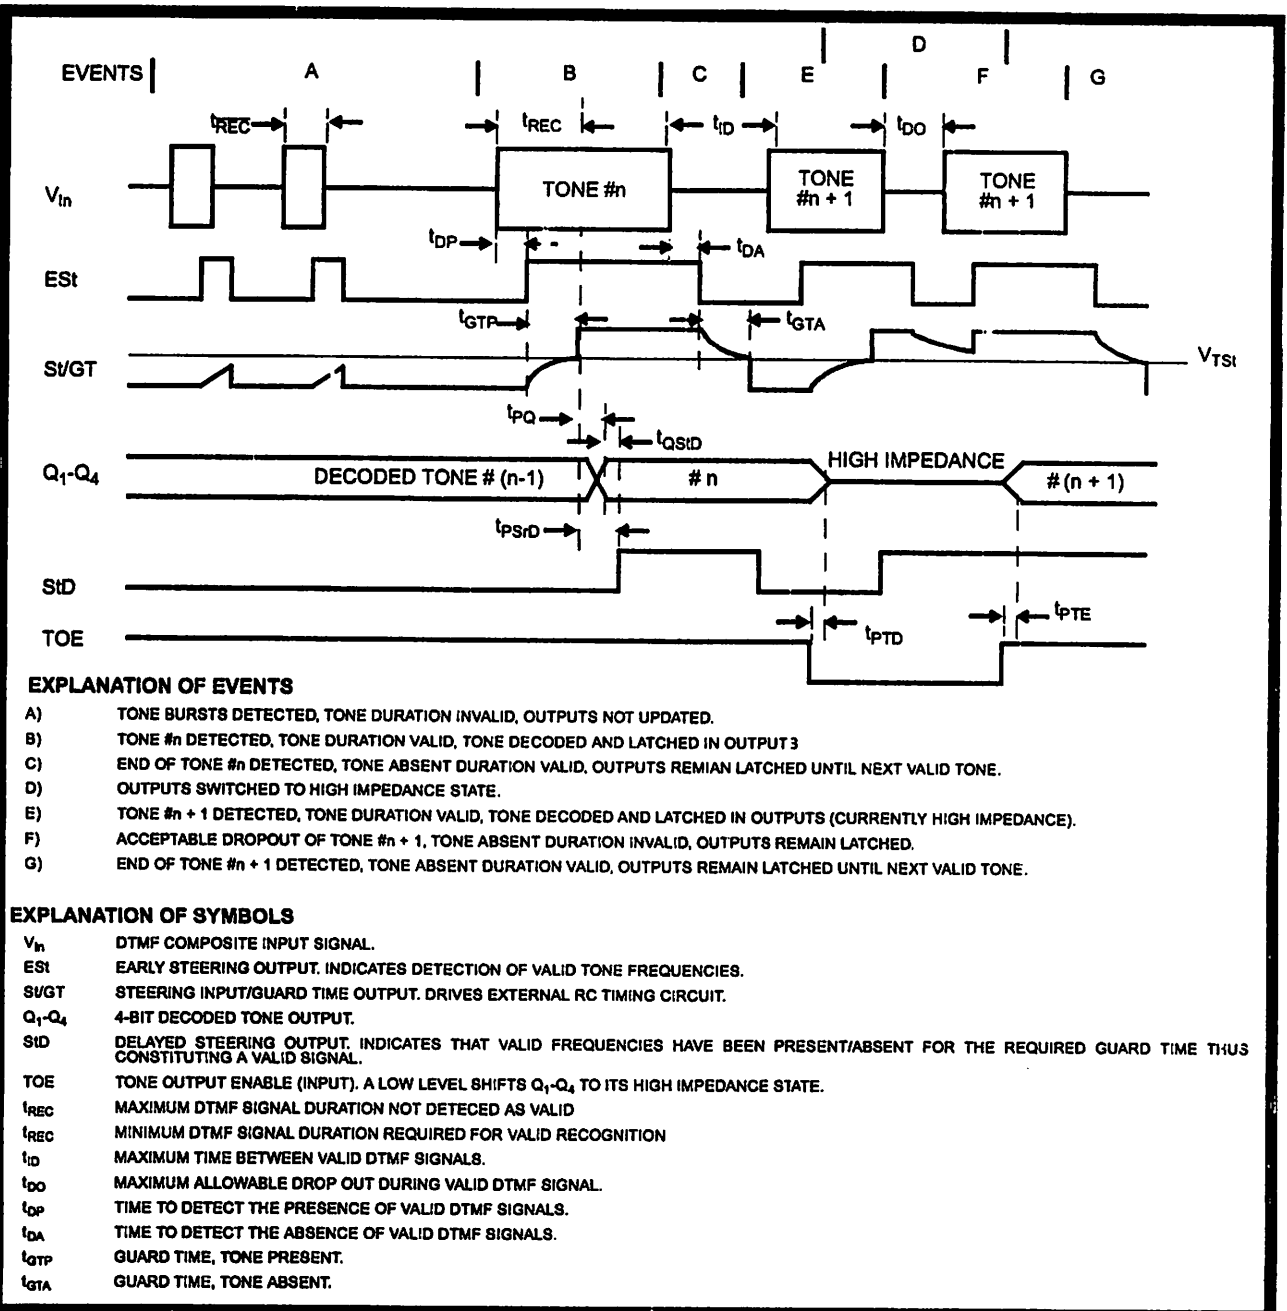 D
EVENTS A B C E F G
tREC tREC tID tDO
Vin TONE #n TONE #n + 1 TONE #n + 1
tDP tDA
ESt
tGTP tGTA
St/GT VTSt
tPQ
tQStD
Q1-Q4 DECODED TONE # (n-1) # n HIGH IMPEDANCE # (n + 1)
tPSrD
StD
tPTE
TOE tPTD
EXPLANATION OF EVENTS
A) TONE BURSTS DETECTED, TONE DURATION INVALID, OUTPUTS NOT UPDATED.
B) TONE #n DETECTED, TONE DURATION VALID, TONE DECODED AND LATCHED IN OUTPUT3
C) END OF TONE #n DETECTED, TONE ABSENT DURATION VALID, OUTPUTS REMIAN LATCHED UNTIL NEXT VALID TONE.
D) OUTPUTS SWITCHED TO HIGH IMPEDANCE STATE.
E) TONE #n + 1 DETECTED, TONE DURATION VALID, TONE DECODED AND LATCHED IN OUTPUTS (CURRENTLY HIGH IMPEDANCE).
F) ACCEPTABLE DROPOUT OF TONE #n + 1, TONE ABSENT DURATION INVALID, OUTPUTS REMAIN LATCHED.
G) END OF TONE #n + 1 DETECTED, TONE ABSENT DURATION VALID, OUTPUTS REMAIN LATCHED UNTIL NEXT VALID TONE.
EXPLANATION OF SYMBOLS
Vin DTMF COMPOSITE INPUT SIGNAL.
ESt EARLY STEERING OUTPUT. INDICATES DETECTION OF VALID TONE FREQUENCIES.
St/GT STEERING INPUT/GUARD TIME OUTPUT. DRIVES EXTERNAL RC TIMING CIRCUIT.
Q1-Q4 4-BIT DECODED TONE OUTPUT.
StD DELAYED STEERING OUTPUT. INDICATES THAT VALID FREQUENCIES HAVE BEEN PRESENT/ABSENT FOR THE REQUIRED GUARD TIME THUS
CONSTITUTING A VALID SIGNAL.
TOE TONE OUTPUT ENABLE (INPUT). A LOW LEVEL SHIFTS Q1-Q4 TO ITS HIGH IMPEDANCE STATE.
tREC MAXIMUM DTMF SIGNAL DURATION NOT DETECED AS VALID
tREC MINIMUM DTMF SIGNAL DURATION REQUIRED FOR VALID RECOGNITION
tID MAXIMUM TIME BETWEEN VALID DTMF SIGNALS.
tDO MAXIMUM ALLOWABLE DROP OUT DURING VALID DTMF SIGNAL.
tDP TIME TO DETECT THE PRESENCE OF VALID DTMF SIGNALS.
tDA TIME TO DETECT THE ABSENCE OF VALID DTMF SIGNALS.
tGTP GUARD TIME, TONE PRESENT.
tGTA GUARD TIME, TONE ABSENT.